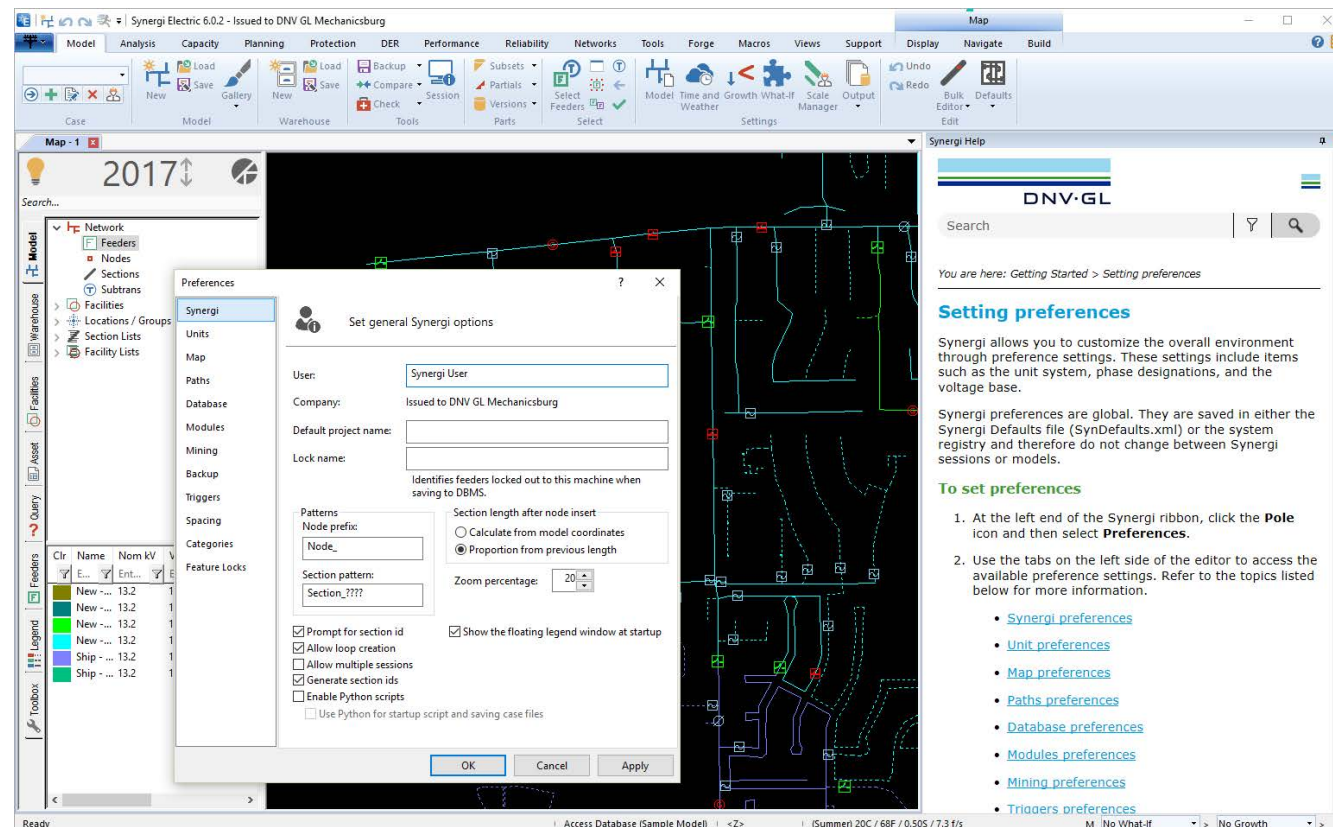 Synergi Electric 6.0.2 - Issued to DNV GL Mechanicsburg
Map
Model Analysis Capacity Planning Protection DER Performance Reliability Networks Tools Forge Macros Views Support Display Navigate Build
New
Load
Save
Gallery
New
Load
Save
Backup
Compare
Check
Session
Subsets
Partials
Versions
Select Feeders
Model
Time and Weather
Growth
What-If
Scale Manager
Output
Undo
Redo
Bulk Editor
Defaults
Case Model Warehouse Tools Parts Select Settings Edit
Map - 1
2017
Search...
Model
Warehouse
Facilities
Asset
Query
Feeders
Legend
Toolbox
Network
Feeders
Nodes
Sections
Subtrans
Facilities
Locations / Groups
Section Lists
Facility Lists
Clr Name Nom kV
E... Ent...
New -... 13.2
New -... 13.2
New -... 13.2
New -... 13.2
Ship - ... 13.2
Ship - ... 13.2
Preferences
Synergi
Units
Map
Paths
Database
Modules
Mining
Backup
Triggers
Spacing
Categories
Feature Locks
Set general Synergi options
User: Synergi User
Company: Issued to DNV GL Mechanicsburg
Default project name:
Lock name:
Identifies feeders locked out to this machine when
saving to DBMS.
Patterns
Node prefix:
Node_
Section pattern:
Section_????
Section length after node insert
Calculate from model coordinates
Proportion from previous length
Zoom percentage: 20
Prompt for section id
Allow loop creation
Allow multiple sessions
Generate section ids
Enable Python scripts
Use Python for startup script and saving case files
Show the floating legend window at startup
OK Cancel Apply
Synergi Help
DNV·GL
Search
You are here: Getting Started > Setting preferences
Setting preferences
Synergi allows you to customize the overall environment
through preference settings. These settings include items
such as the unit system, phase designations, and the
voltage base.
Synergi preferences are global. They are saved in either the
Synergi Defaults file (SynDefaults.xml) or the system
registry and therefore do not change between Synergi
sessions or models.
To set preferences
1. At the left end of the Synergi ribbon, click the Pole
icon and then select Preferences.
2. Use the tabs on the left side of the editor to access the
available preference settings. Refer to the topics listed
below for more information.
• Synergi preferences
• Unit preferences
• Map preferences
• Paths preferences
• Database preferences
• Modules preferences
• Mining preferences
• Triggers preferences
Ready Access Database (Sample Model) <Z> (Summer) 20C / 68F / 0.50S / 7.3 f/s M No What-If > No Growth >